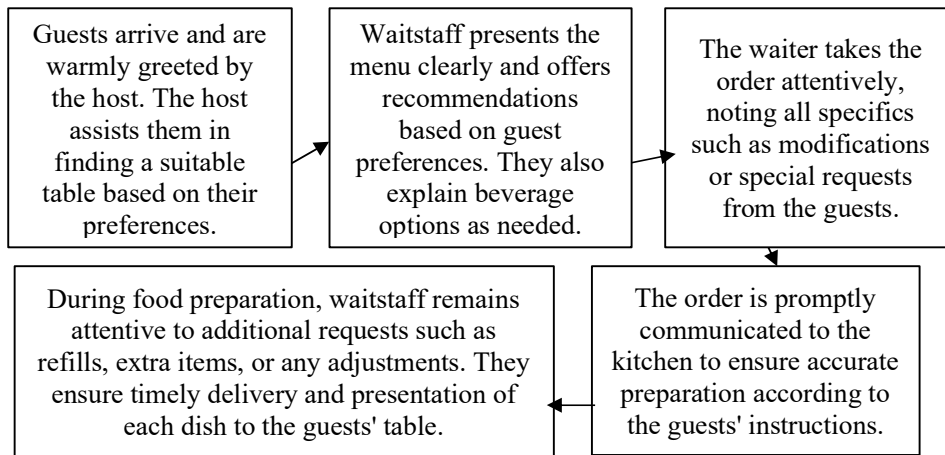 Guests arrive and are
warmly greeted by
the host. The host
assists them in
finding a suitable
table based on their
preferences.
Waitstaff presents the
menu clearly and offers
recommendations
based on guest
preferences. They also
explain beverage
options as needed.
The waiter takes the
order attentively,
noting all specifics
such as modifications
or special requests
from the guests.
The order is promptly
communicated to the
kitchen to ensure accurate
preparation according to
the guests' instructions.
During food preparation, waitstaff remains
attentive to additional requests such as
refills, extra items, or any adjustments. They
ensure timely delivery and presentation of
each dish to the guests' table.